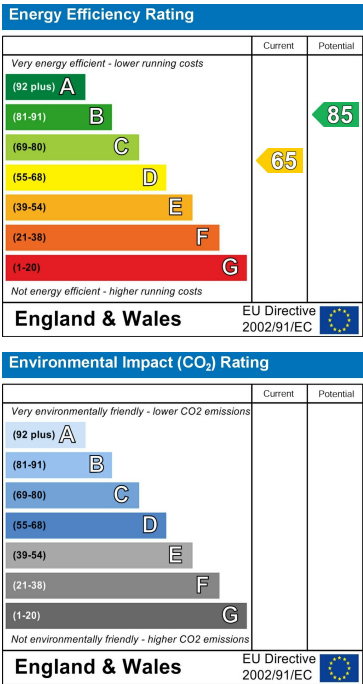 Energy Efficiency Rating
Current Potential
Very energy efficient - lower running costs
(92 plus) A
(81-91) B
85
(69-80) C
65
(55-68) D
(39-54) E
(21-38) F
(1-20) G
Not energy efficient - higher running costs
England & Wales
EU Directive
2002/91/EC
Environmental Impact (CO₂) Rating
Current Potential
Very environmentally friendly - lower CO2 emissions
(92 plus) A
(81-91) B
(69-80) C
(55-68) D
(39-54) E
(21-38) F
(1-20) G
Not environmentally friendly - higher CO2 emissions
England & Wales
EU Directive
2002/91/EC